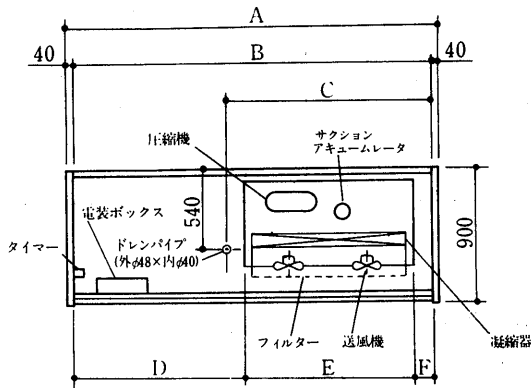 A
40
B
40
C
圧縮機
サクション
アキュームレータ
電装ボックス
540
900
タイマー
ドレンパイプ
(外φ48×内φ40)
フィルター
送風機
凝縮器
D
E
F